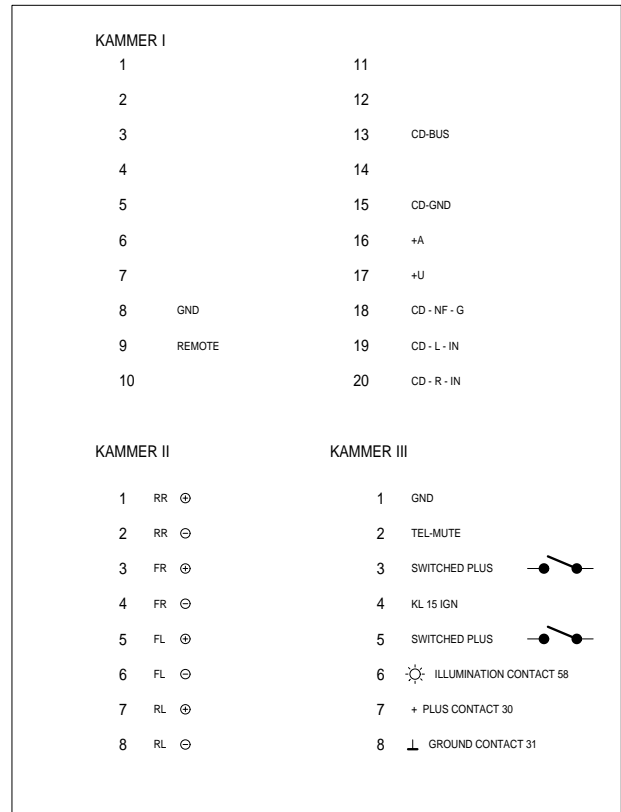 KAMMER I
1 11
2 12
3 13 CD-BUS
4 14
5 15 CD-GND
6 16 +A
7 17 +U
8 GND 18 CD - NF - G
9 REMOTE 19 CD - L - IN
10 20 CD - R - IN
KAMMER II KAMMER III
1 RR ⊕ 1 GND
2 RR ⊖ 2 TEL-MUTE
3 FR ⊕ 3 SWITCHED PLUS
4 FR ⊖ 4 KL 15 IGN
5 FL ⊕ 5 SWITCHED PLUS
6 FL ⊖ 6 ILLUMINATION CONTACT 58
7 RL ⊕ 7 + PLUS CONTACT 30
8 RL ⊖ 8 GROUND CONTACT 31